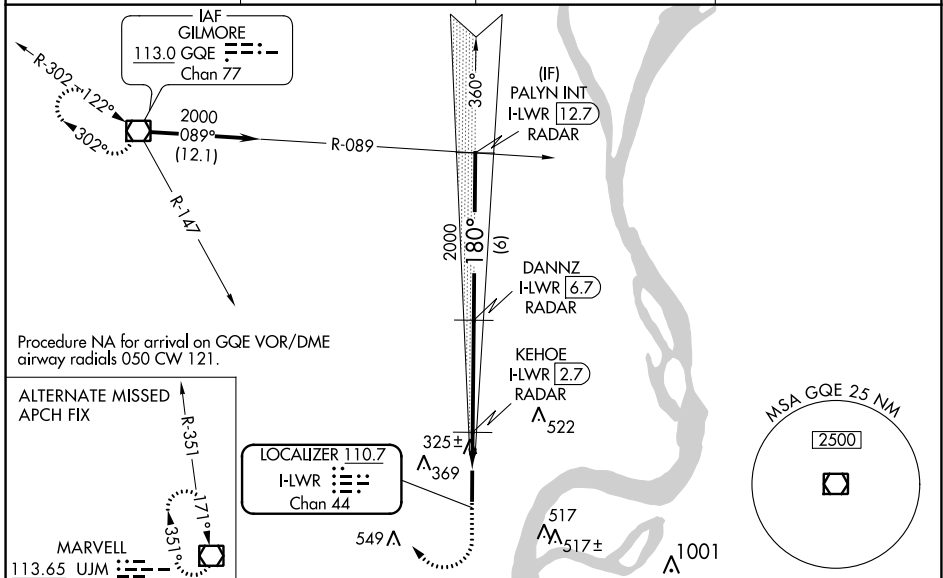 IAF
GILMORE
113.0 GQE
Chan 77
R-302
122°
302°
2000
089°
(12.1)
R-089
R-147
360°
(IF)
PALYN INT
I-LWR 12.7
RADAR
2000
180°
(6)
DANNZ
I-LWR 6.7
RADAR
KEHOE
I-LWR 2.7
RADAR
522
325±
369
Procedure NA for arrival on GQE VOR/DME
airway radials 050 CW 121.
ALTERNATE MISSED
APCH FIX
R-351
171°
351°
MARVELL
113.65 UJM
LOCALIZER 110.7
I-LWR
Chan 44
549
517
517±
1001
MSA GQE 25 NM
2500